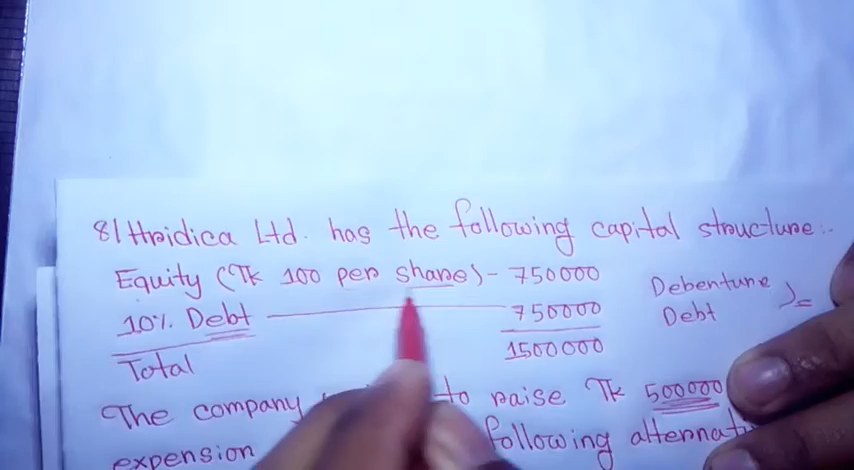 8/ Hridica Ltd. has the following capital structure..
Equity (Tk 100 per share) - 750000
10% Debt 750000
Total 1500000
Debenture
Debt
The company to raise Tk 500000
expension following